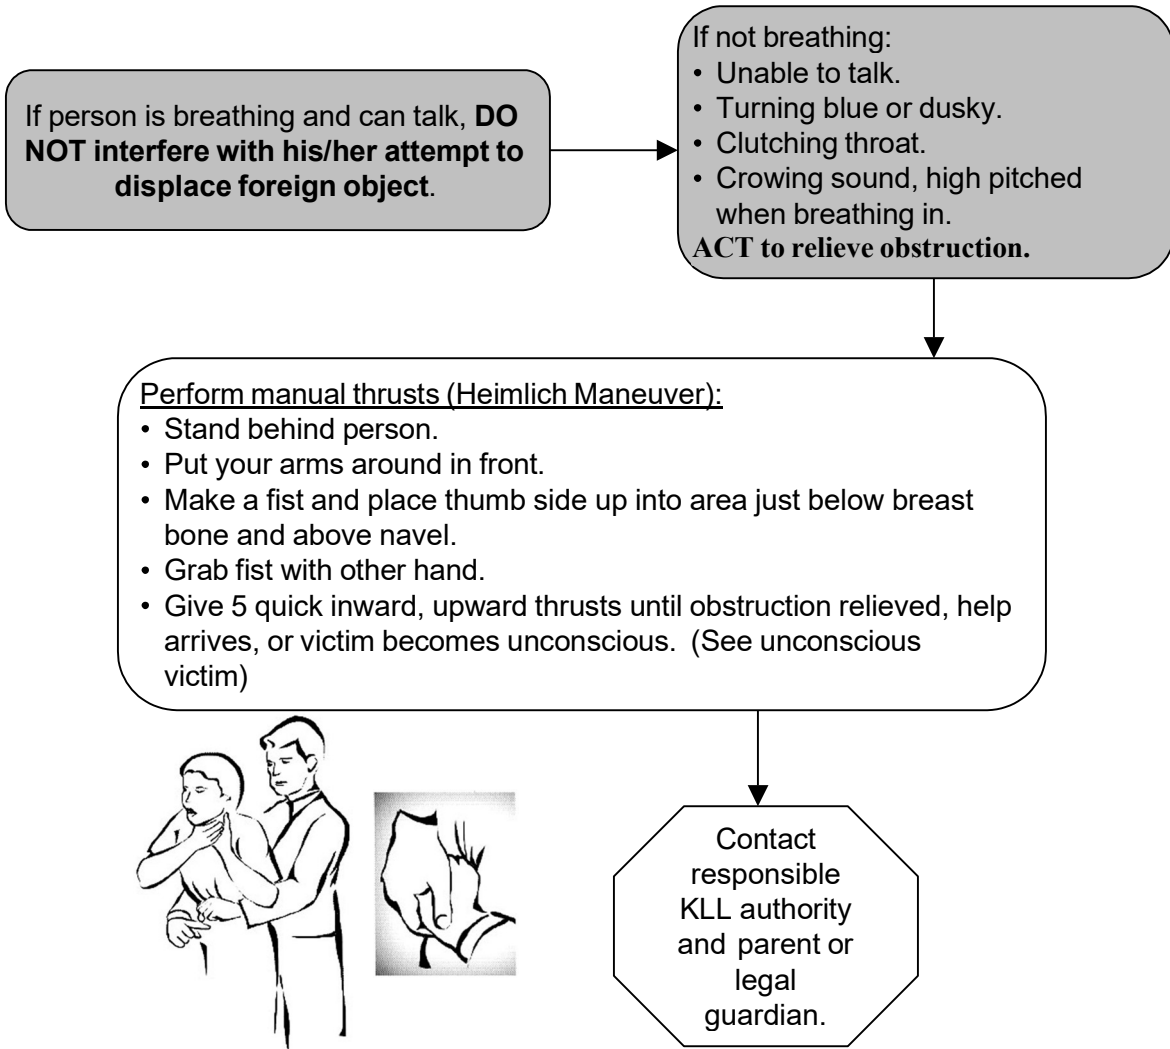 If person is breathing and can talk, DO
NOT interfere with his/her attempt to
displace foreign object.
If not breathing:
• Unable to talk.
• Turning blue or dusky.
• Clutching throat.
• Crowing sound, high pitched
when breathing in.
ACT to relieve obstruction.
Perform manual thrusts (Heimlich Maneuver):
• Stand behind person.
• Put your arms around in front.
• Make a fist and place thumb side up into area just below breast
bone and above navel.
• Grab fist with other hand.
• Give 5 quick inward, upward thrusts until obstruction relieved, help
arrives, or victim becomes unconscious. (See unconscious
victim)
Contact
responsible
KLL authority
and parent or
legal
guardian.